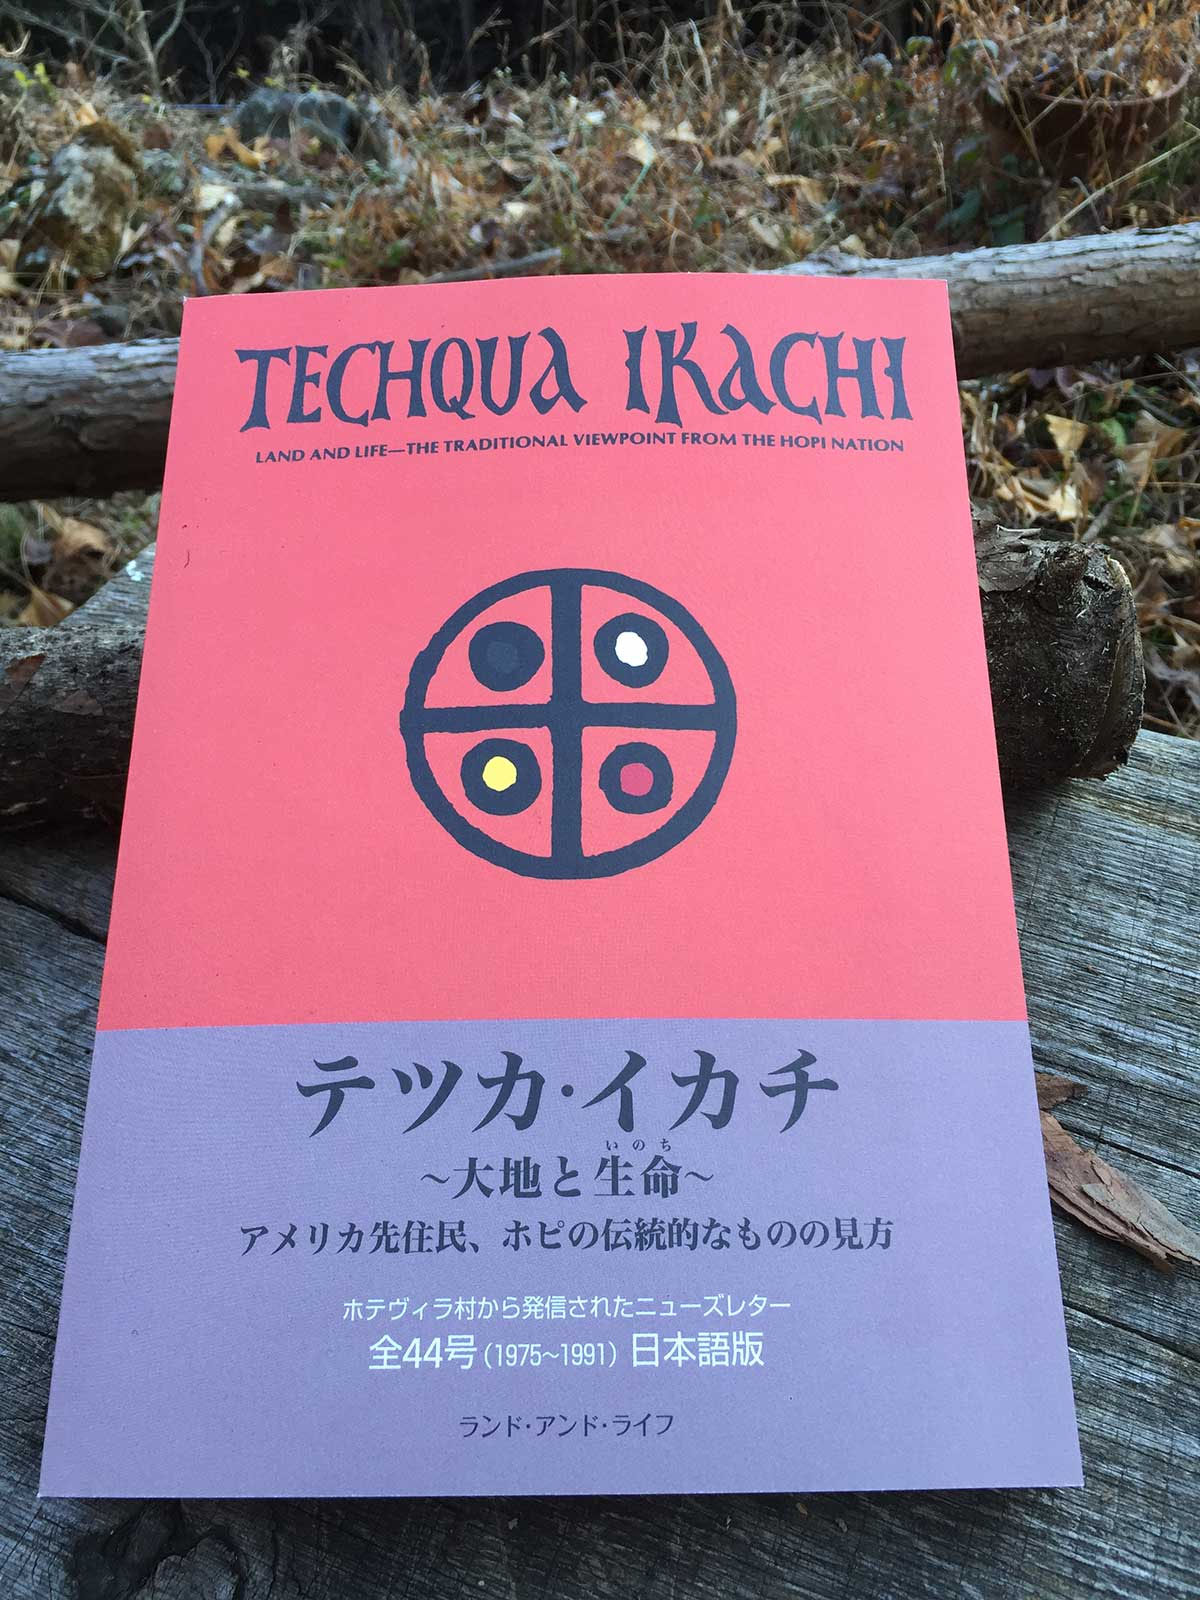 TECHQUA IKACHI
LAND AND LIFE—THE TRADITIONAL VIEWPOINT FROM THE HOPI NATION
テツカ・イカチ
いのち
~大地と生命~
アメリカ先住民、ホピの伝統的なものの見方
ホテヴィラ村から発信されたニューズレター
全44号(1975~1991) 日本語版
ランド・アンド・ライフ